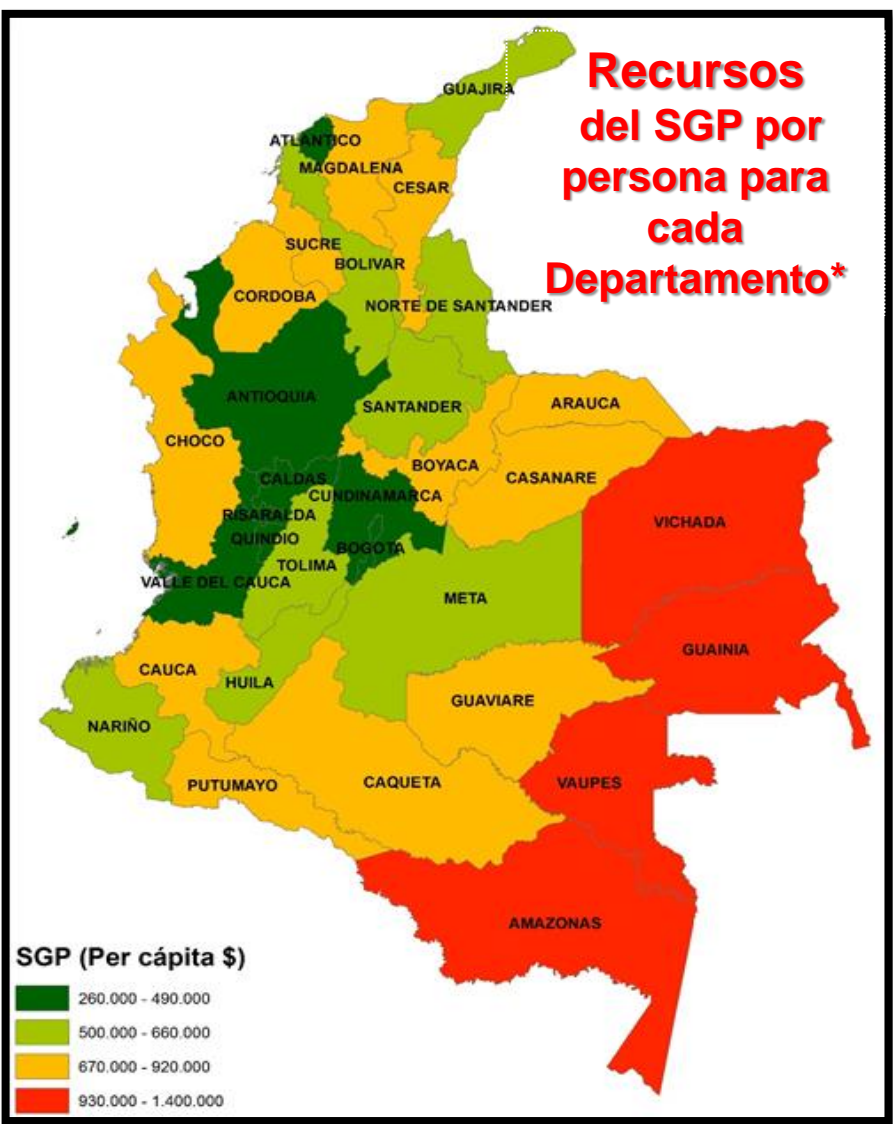 Recursos
del SGP por
persona para
cada
Departamento*
GUAJIRA
ATLANTICO
MAGDALENA
CESAR
SUCRE
BOLIVAR
CORDOBA
NORTE DE SANTANDER
ANTIOQUIA
SANTANDER
ARAUCA
CHOCO
BOYACA
CASANARE
CALDAS
CUNDINAMARCA
RISARALDA
VICHADA
QUINDIO
BOGOTA
TOLIMA
VALLE DEL CAUCA
META
GUAINIA
CAUCA
HUILA
GUAVIARE
NARIÑO
PUTUMAYO
CAQUETA
VAUPES
AMAZONAS
SGP (Per cápita $)
260.000 - 490.000
500.000 - 660.000
670.000 - 920.000
930.000 - 1.400.000